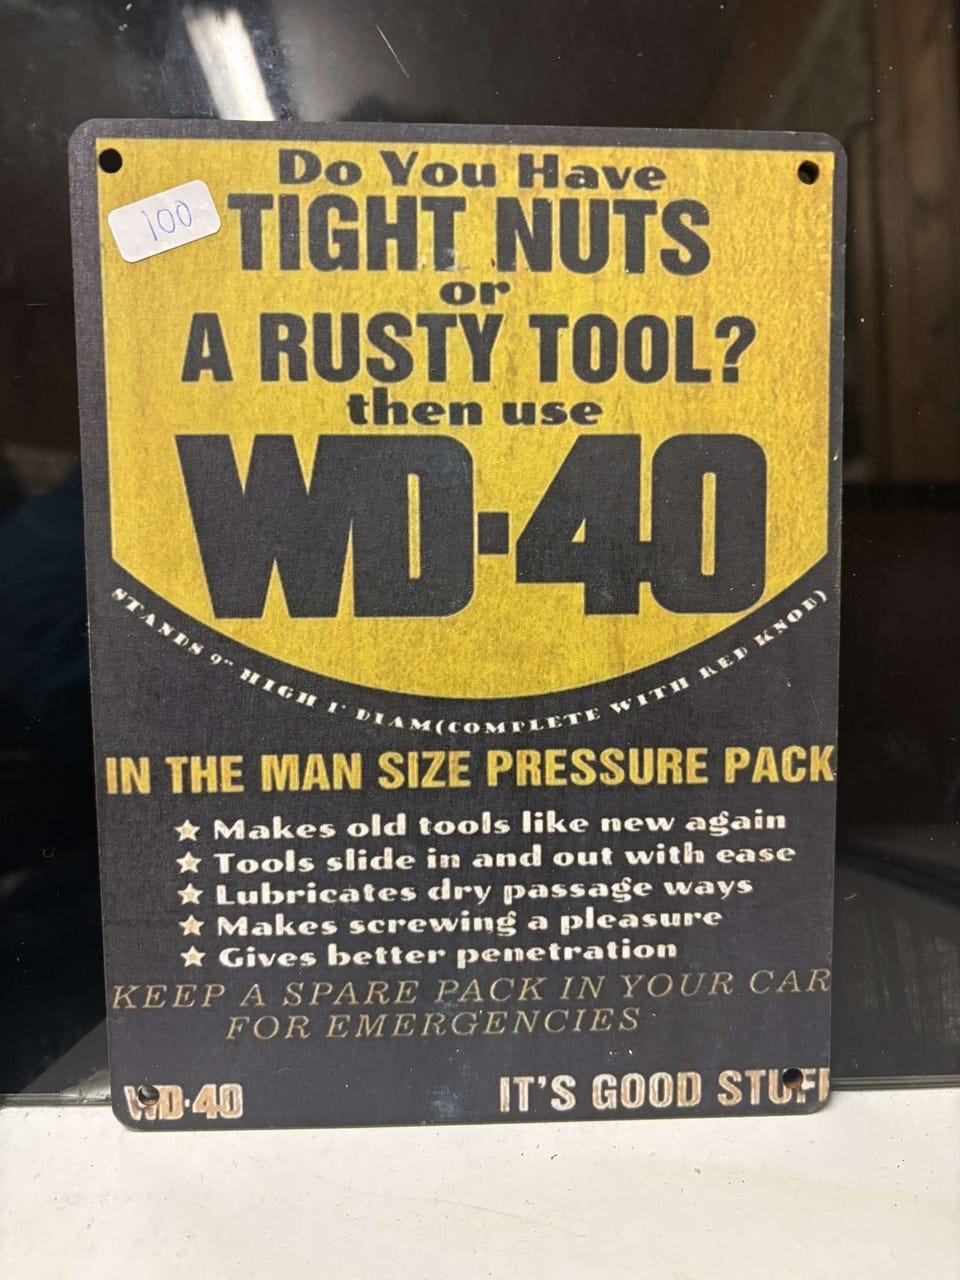 Do You Have
100
TIGHT NUTS
or
A RUSTY TOOL?
then use
WD-40
STANDS 9" HIGH 1" DIAM (COMPLETE WITH RED KNOB)
IN THE MAN SIZE PRESSURE PACK
Makes old tools like new again
Tools slide in and out with ease
Lubricates dry passage ways
Makes screwing a pleasure
Gives better penetration
KEEP A SPARE PACK IN YOUR CAR
FOR EMERGENCIES
WD-40
IT'S GOOD STUFF